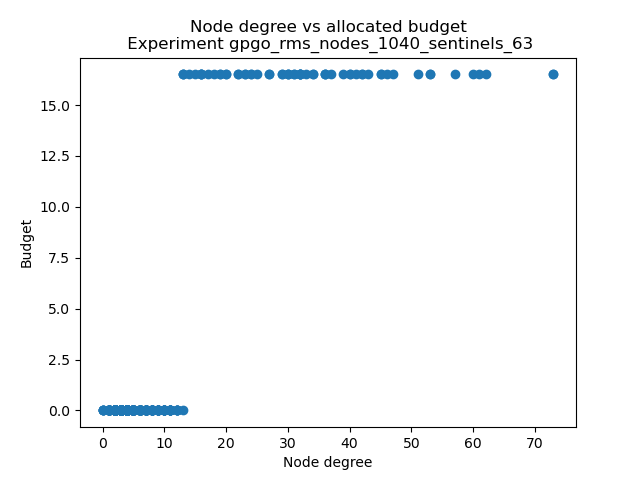 Node degree vs allocated budget
Experiment gpgo_rms_nodes_1040_sentinels_63
15.0
12.5
10.0
7.5
5.0
2.5
0.0
Budget
0 10 20 30 40 50 60 70
Node degree